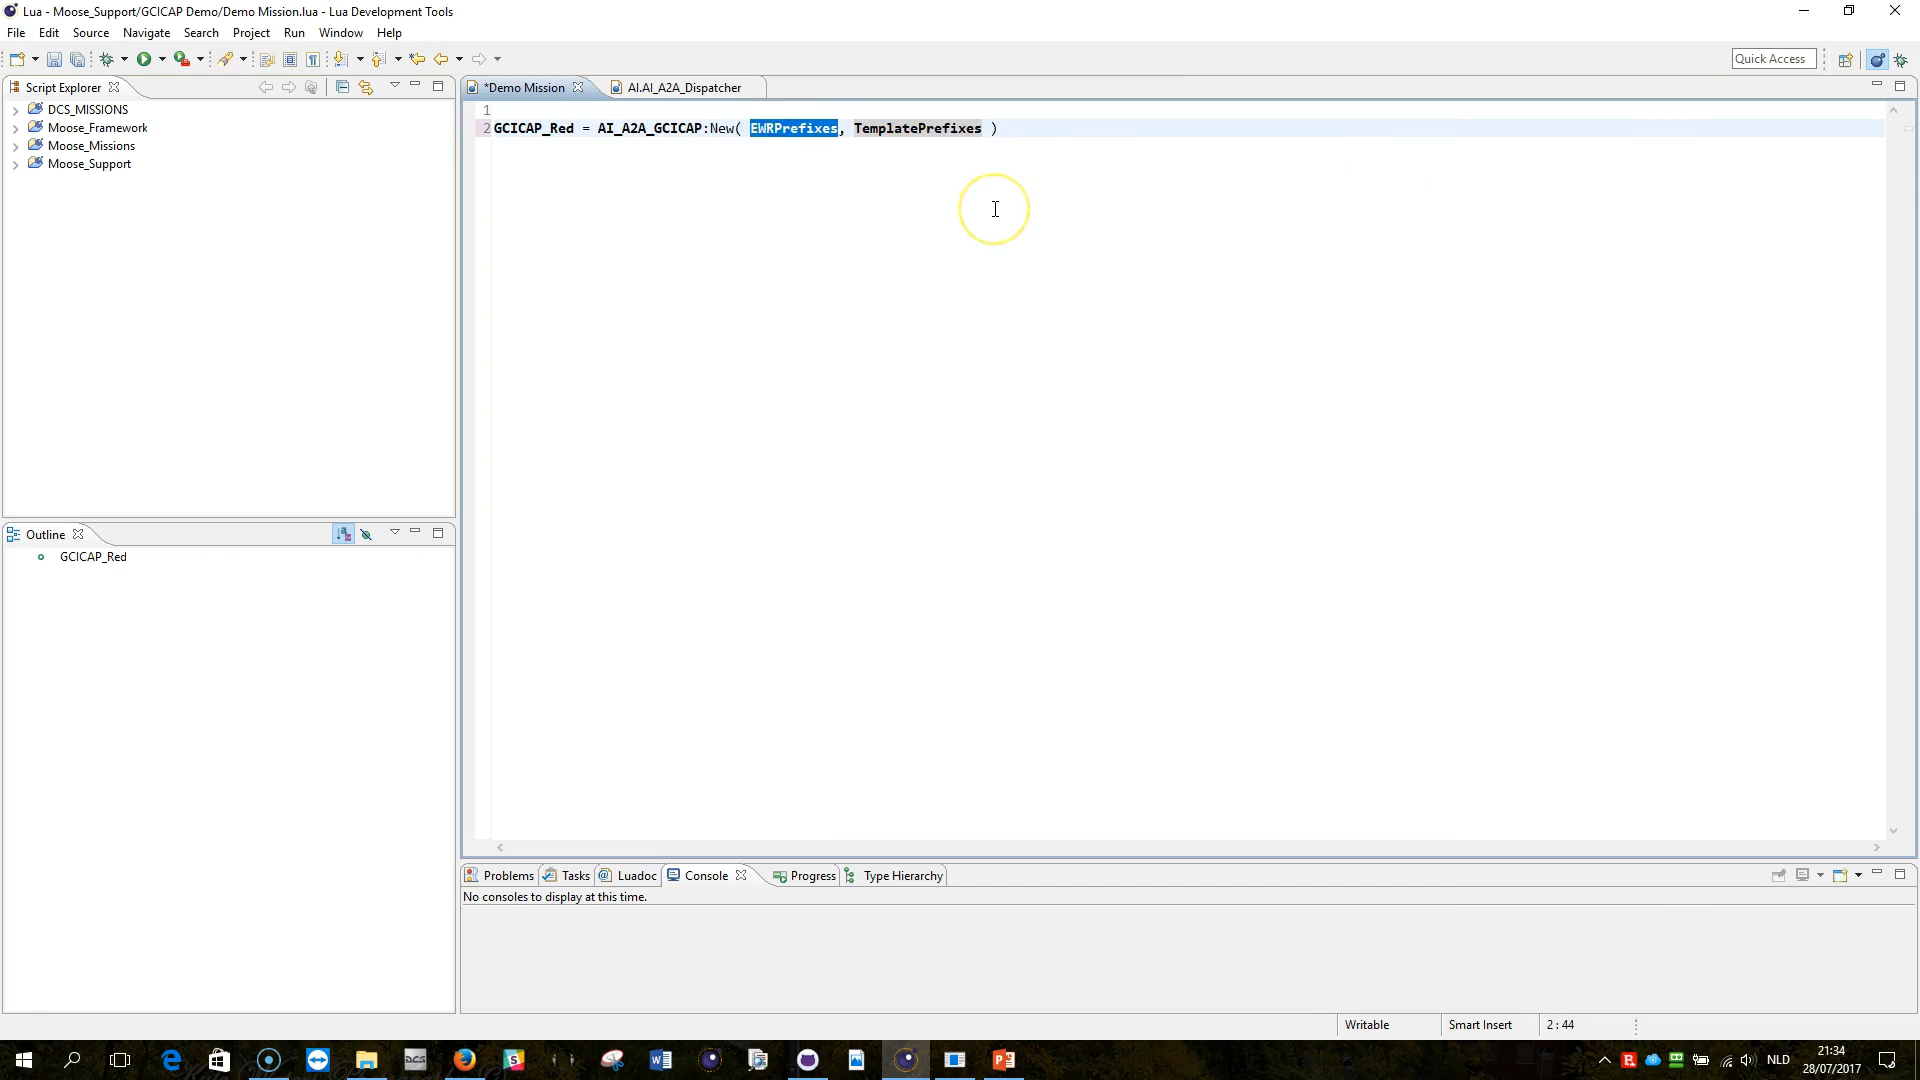 Lua - Moose_Support/GCICAP Demo/Demo Mission.lua - Lua Development Tools
File Edit Source Navigate Search Project Run Window Help
Quick Access
Script Explorer
DCS_MISSIONS
Moose_Framework
Moose_Missions
Moose_Support
*Demo Mission
AI.AI_A2A_Dispatcher
1
2 GCICAP_Red = AI_A2A_GCICAP:New( EWRPrefixes, TemplatePrefixes )
Outline
GCICAP_Red
Problems
Tasks
Luadoc
Console
Progress
Type Hierarchy
No consoles to display at this time.
Writable
Smart Insert
2 : 44
DCS
NLD
21:34
28/07/2017